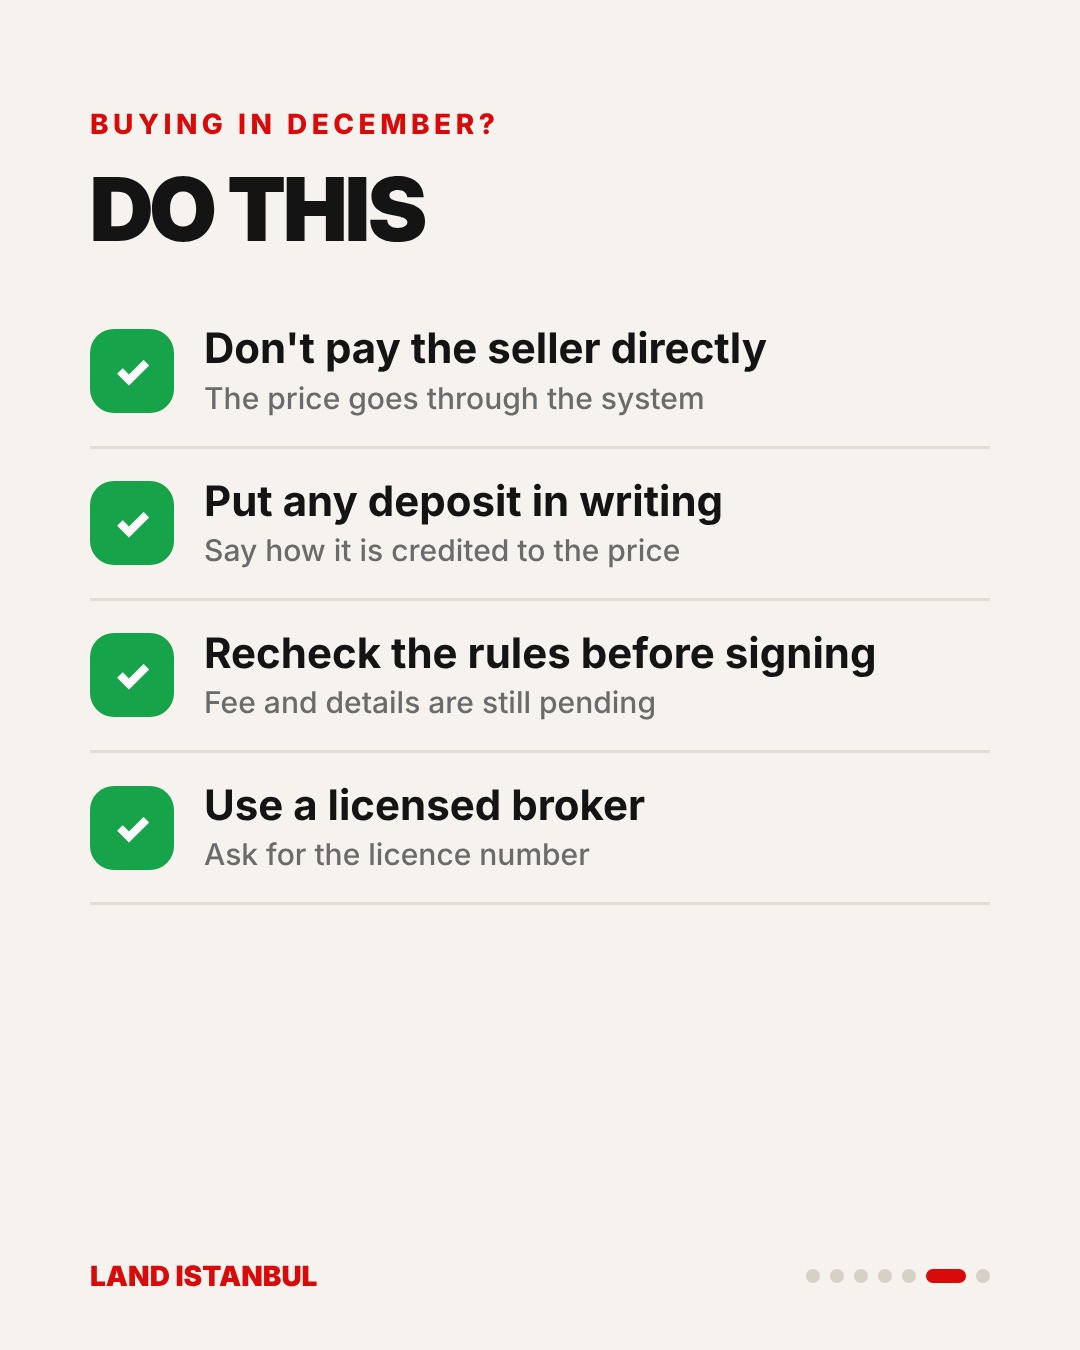 BUYING IN DECEMBER?
DO THIS
Don't pay the seller directly
The price goes through the system
Put any deposit in writing
Say how it is credited to the price
Recheck the rules before signing
Fee and details are still pending
Use a licensed broker
Ask for the licence number
LAND ISTANBUL